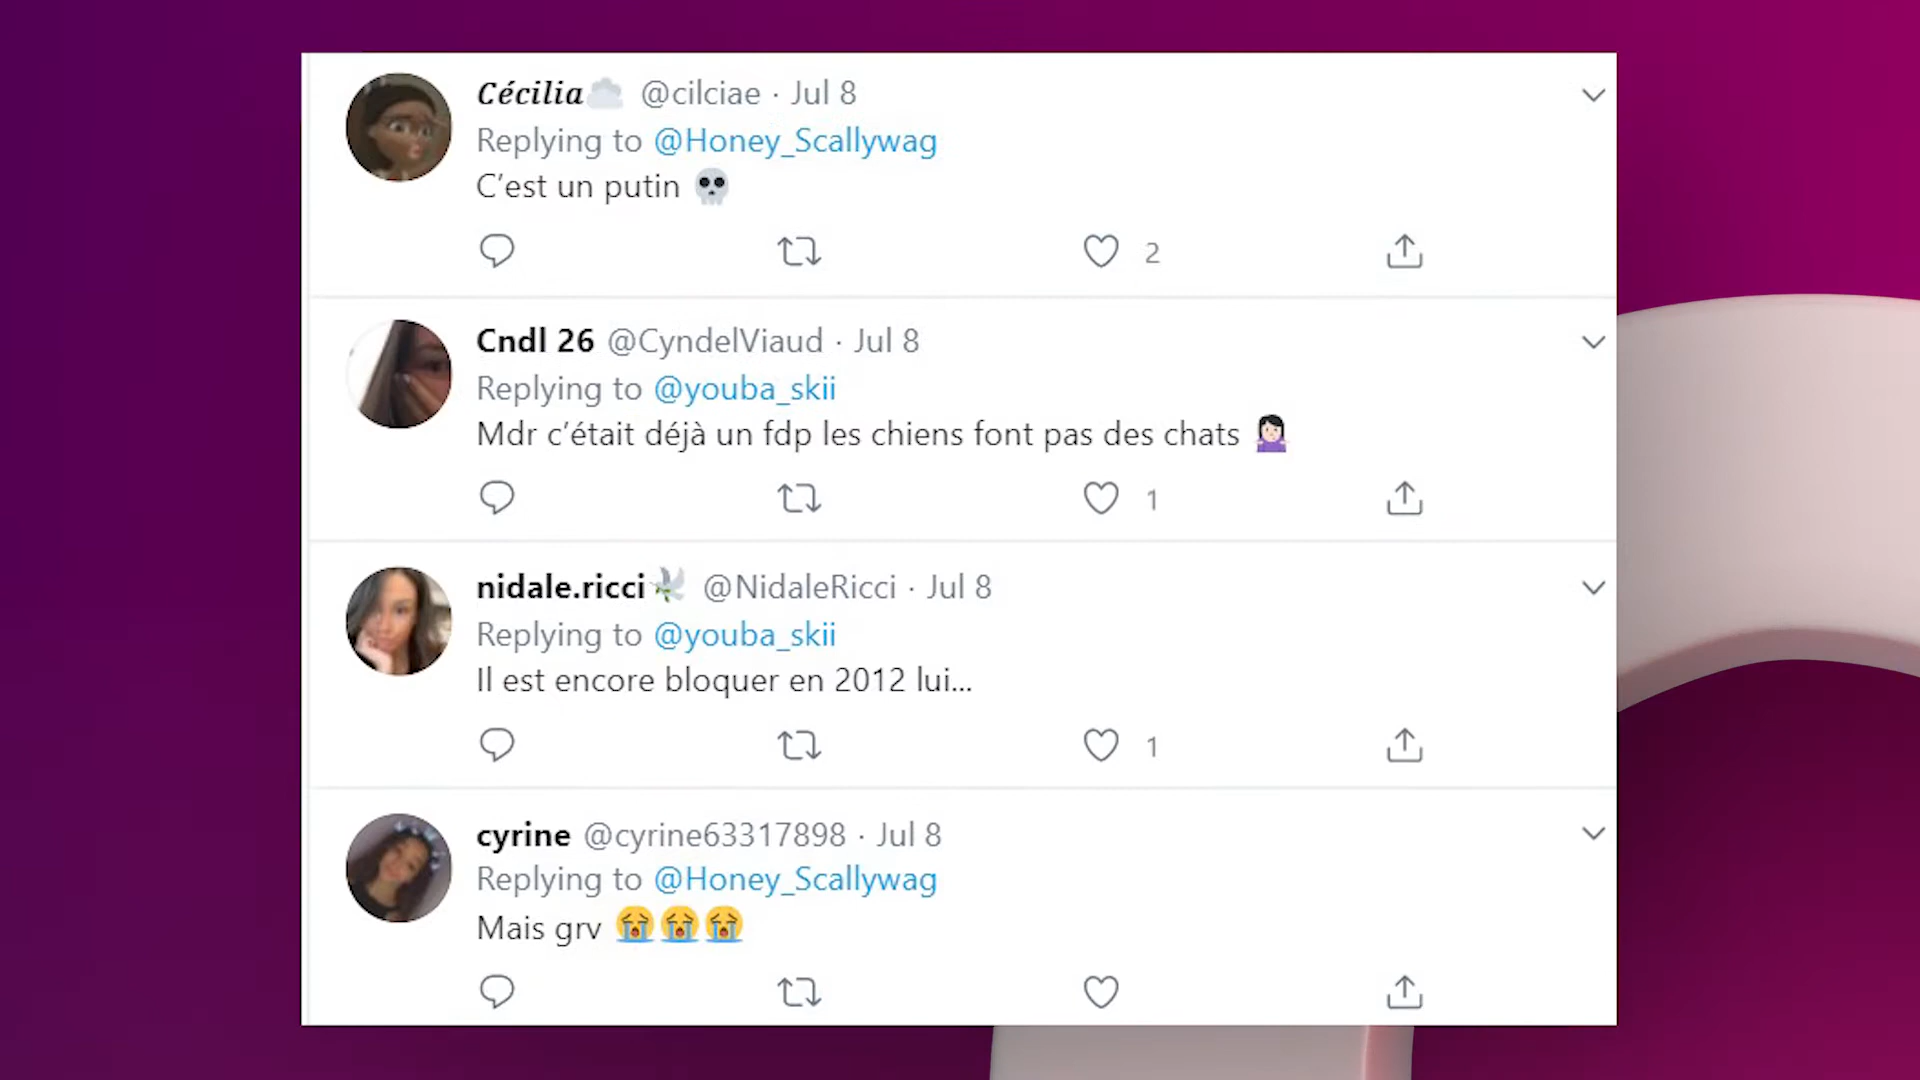 Cécilia☁️ @cilciae · Jul 8
Replying to @Honey_Scallywag
C’est un putin 💀
2
Cndl 26 @CyndelViaud · Jul 8
Replying to @youba_skii
Mdr c’était déjà un fdp les chiens font pas des chats 🤷🏻‍♀️
1
nidale.ricci🕊️ @NidaleRicci · Jul 8
Replying to @youba_skii
Il est encore bloquer en 2012 lui...
1
cyrine @cyrine63317898 · Jul 8
Replying to @Honey_Scallywag
Mais grv 😭😭😭